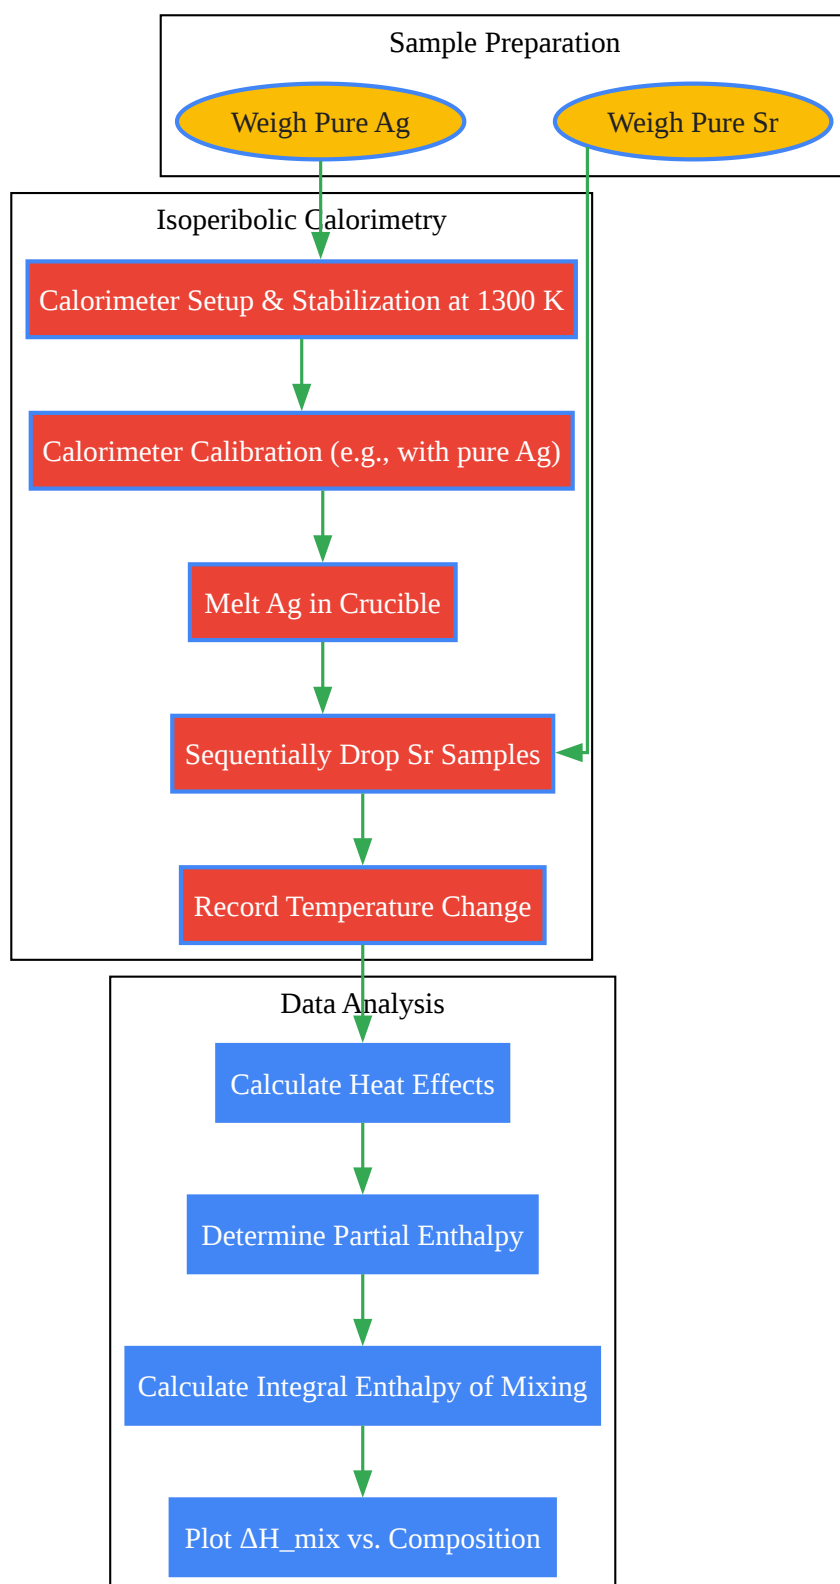 Sample Preparation
Weigh Pure Ag
Weigh Pure Sr
Isoperibolic Calorimetry
Calorimeter Setup & Stabilization at 1300 K
Calorimeter Calibration (e.g., with pure Ag)
Melt Ag in Crucible
Sequentially Drop Sr Samples
Record Temperature Change
Data Analysis
Calculate Heat Effects
Determine Partial Enthalpy
Calculate Integral Enthalpy of Mixing
Plot ΔH_mix vs. Composition